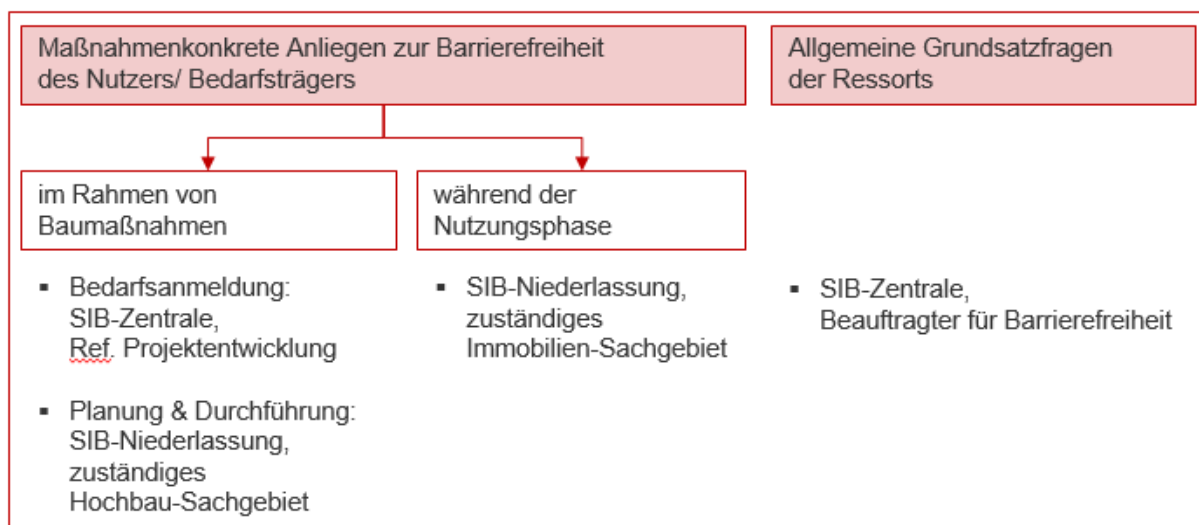 Maßnahmenkonkrete Anliegen zur Barrierefreiheit
des Nutzers/ Bedarfsträgers
Allgemeine Grundsatzfragen
der Ressorts
im Rahmen von
Baumaßnahmen
während der
Nutzungsphase
▪ Bedarfsanmeldung:
SIB-Zentrale,
Ref. Projektentwicklung
▪ Planung & Durchführung:
SIB-Niederlassung,
zuständiges
Hochbau-Sachgebiet
▪ SIB-Niederlassung,
zuständiges
Immobilien-Sachgebiet
▪ SIB-Zentrale,
Beauftragter für Barrierefreiheit